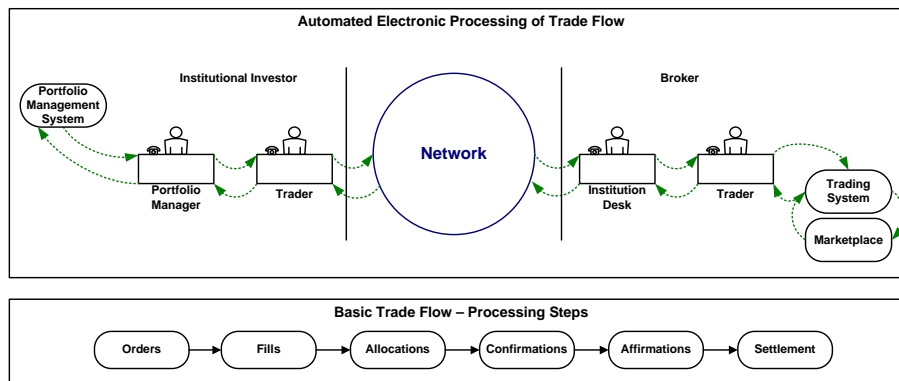 Automated Electronic Processing of Trade Flow
Institutional Investor
Broker
Portfolio
Management
System
Network
Portfolio
Manager
Trader
Institution
Desk
Trader
Trading
System
Marketplace
Basic Trade Flow – Processing Steps
Orders
Fills
Allocations
Confirmations
Affirmations
Settlement